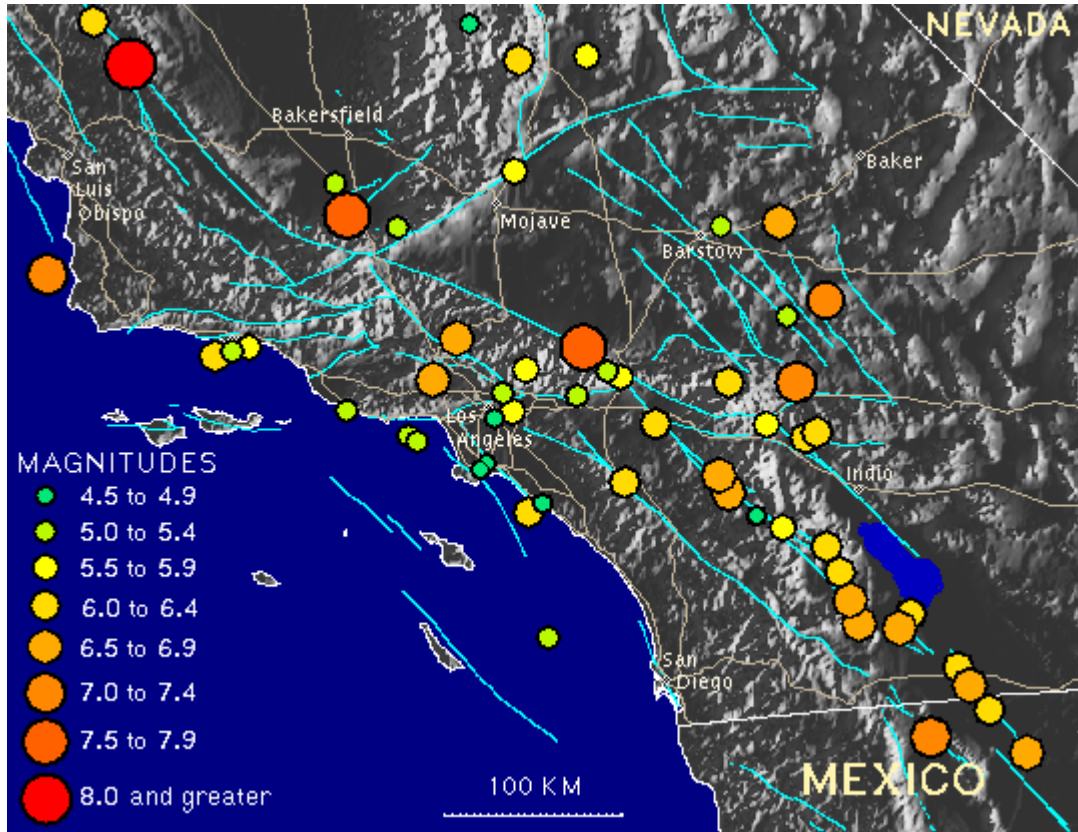 NEVADA
Bakersfield
Baker
San
Luis
Obispo
Mojave
Barstow
Los
Angeles
Indio
MAGNITUDES
4.5 to 4.9
5.0 to 5.4
5.5 to 5.9
6.0 to 6.4
6.5 to 6.9
7.0 to 7.4
7.5 to 7.9
8.0 and greater
San
Diego
100 KM
MEXICO